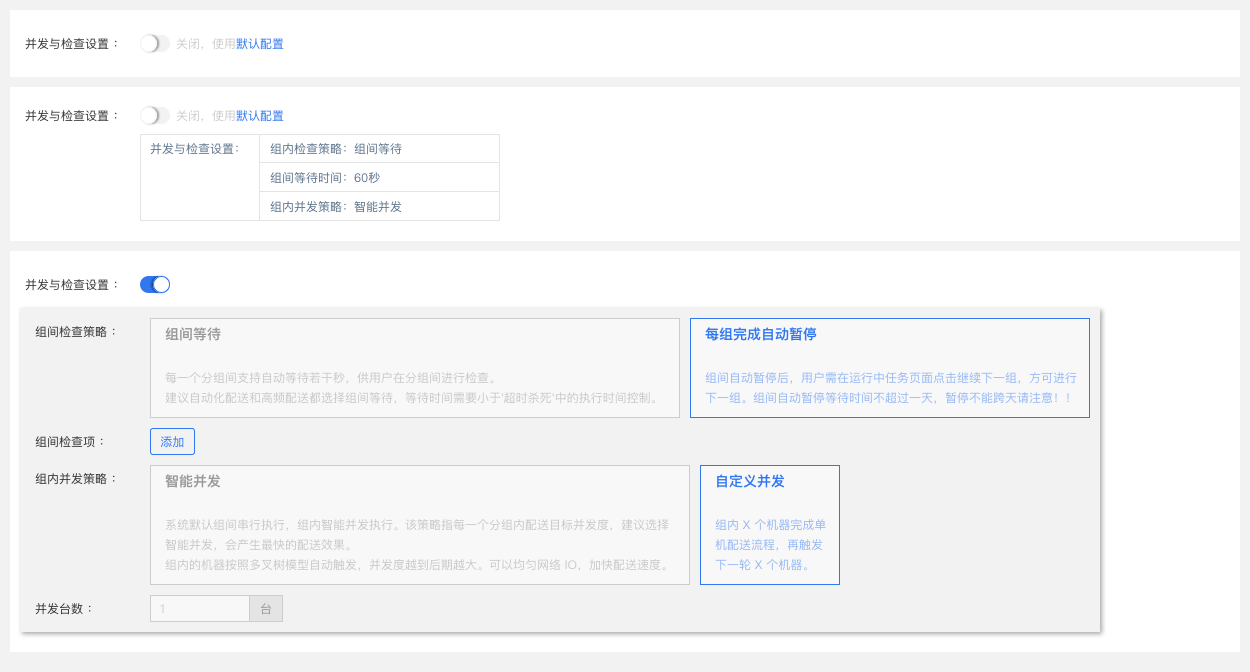 并发与检查设置：
关闭，使用默认配置
并发与检查设置：
关闭，使用默认配置
并发与检查设置:
组内检查策略: 组间等待
组间等待时间: 60秒
组内并发策略: 智能并发
并发与检查设置：
组间检查策略：
组间等待
每一个分组间支持自动等待若干秒，供用户在分组间进行检查。
建议自动化配送和高频配送都选择组间等待，等待时间需要小于'超时杀死'中的执行时间控制。
每组完成自动暂停
组间自动暂停后，用户需在运行中任务页面点击继续下一组，方可进行
下一组。组间自动暂停等待时间不超过一天，暂停不能跨天请注意！！
组间检查项：
添加
组内并发策略：
智能并发
系统默认组间串行执行，组内智能并发执行。该策略指每一个分组内配送目标并发度，建议选择
智能并发，会产生最快的配送效果。
组内的机器按照多叉树模型自动触发，并发度越到后期越大。可以均匀网络 IO，加快配送速度。
自定义并发
组内 X 个机器完成单
机配送流程，再触发
下一轮 X 个机器。
并发台数：
1
台